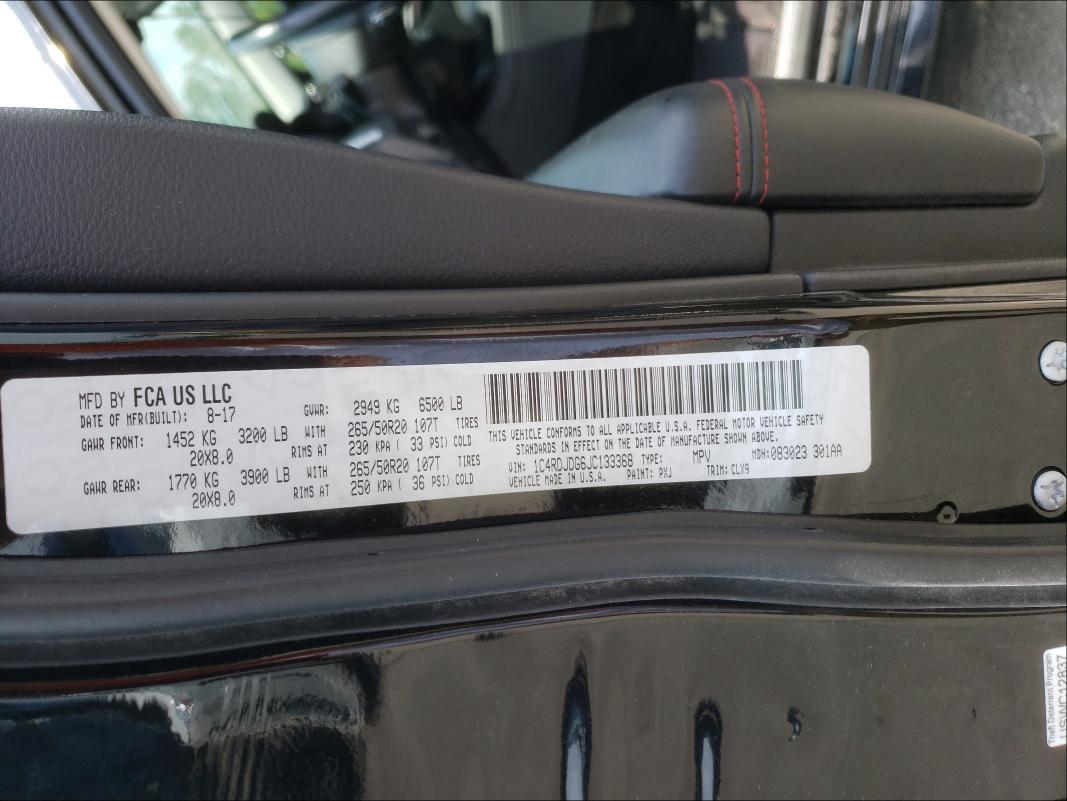 MFD BY FCA US LLC
DATE OF MFR(BUILT): 8-17 GVWR: 2949 KG 6500 LB
GAWR FRONT: 1452 KG 3200 LB WITH 265/50R20 107T TIRES
20X8.0 RIMS AT 230 KPA ( 33 PSI) COLD
GAWR REAR: 1770 KG 3900 LB WITH 265/50R20 107T TIRES
20X8.0 RIMS AT 250 KPA ( 36 PSI) COLD
THIS VEHICLE CONFORMS TO ALL APPLICABLE U.S.A. FEDERAL MOTOR VEHICLE SAFETY
STANDARDS IN EFFECT ON THE DATE OF MANUFACTURE SHOWN ABOVE.
VIN: 1C4RDJDG6JC133368 TYPE: MPV MDH:083023 301AA
VEHICLE MADE IN U.S.A. PAINT: PXJ TRIM: CLX9
Theft Deterrent Program
USWC12837